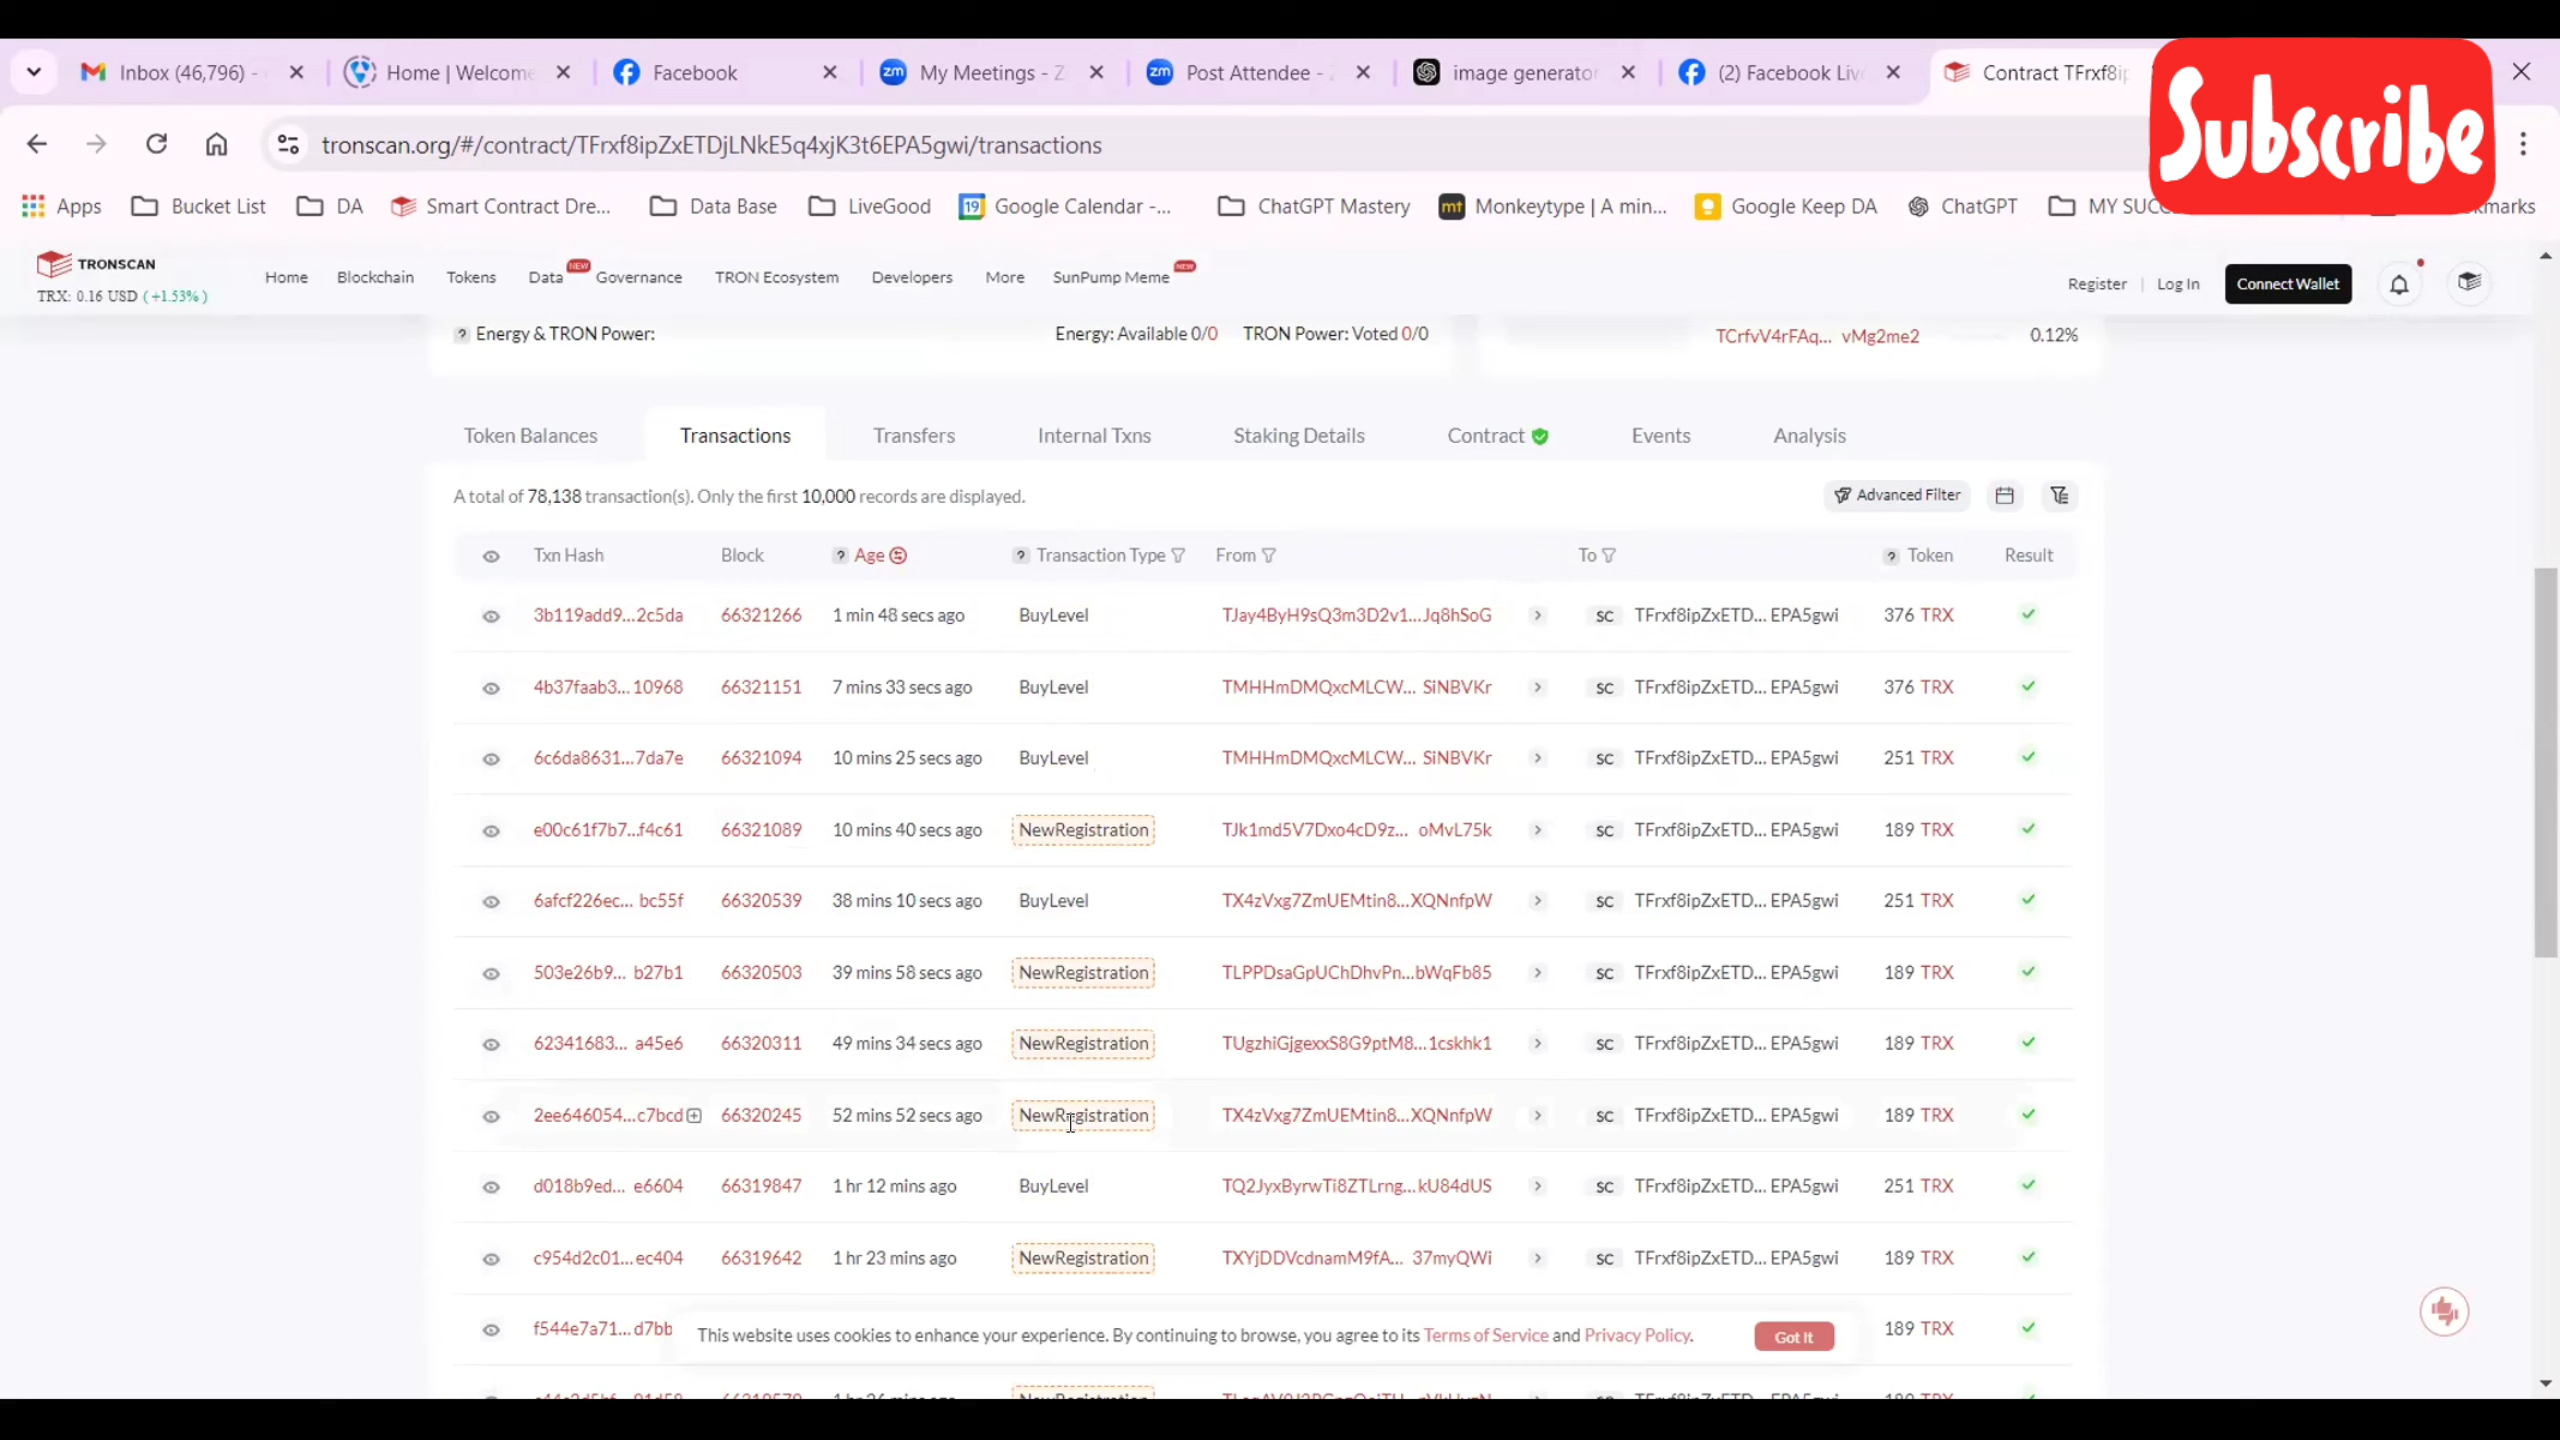 Inbox (46,796) - Home | Welcome Facebook My Meetings - Z Post Attendee - image generator (2) Facebook Liv Contract TFrxf8ip
Subscribe
tronscan.org/#/contract/TFrxf8ipZxETDjLNkE5q4xjK3t6EPA5gwi/transactions
Apps Bucket List DA Smart Contract Dre... Data Base LiveGood Google Calendar -... ChatGPT Mastery Monkeytype | A min... Google Keep DA ChatGPT MY SUC
TRONSCAN
TRX: 0.16 USD (+1.53%)
Home Blockchain Tokens Data NEW Governance TRON Ecosystem Developers More SunPump Meme NEW
Register | Log In Connect Wallet
? Energy & TRON Power: Energy: Available 0/0 TRON Power: Voted 0/0
TCrfvV4rFAq... vMg2me2 0.12%
Token Balances Transactions Transfers Internal Txns Staking Details Contract Events Analysis
A total of 78,138 transaction(s). Only the first 10,000 records are displayed. Advanced Filter
Txn Hash Block ? Age ? Transaction Type From To ? Token Result
3b119add9...2c5da 66321266 1 min 48 secs ago BuyLevel TJay4ByH9sQ3m3D2v1...Jq8hSoG SC TFrxf8ipZxETD... EPA5gwi 376 TRX
4b37faab3... 10968 66321151 7 mins 33 secs ago BuyLevel TMHHmDMQxcMLCW... SiNBVKr SC TFrxf8ipZxETD... EPA5gwi 376 TRX
6c6da8631...7da7e 66321094 10 mins 25 secs ago BuyLevel TMHHmDMQxcMLCW... SiNBVKr SC TFrxf8ipZxETD... EPA5gwi 251 TRX
e00c61f7b7...f4c61 66321089 10 mins 40 secs ago NewRegistration TJk1md5V7Dxo4cD9z... oMvL75k SC TFrxf8ipZxETD... EPA5gwi 189 TRX
6afcf226ec... bc55f 66320539 38 mins 10 secs ago BuyLevel TX4zVxg7ZmUEMtin8...XQNnfpW SC TFrxf8ipZxETD... EPA5gwi 251 TRX
503e26b9... b27b1 66320503 39 mins 58 secs ago NewRegistration TLPPDsaGpUChDhvPn...bWqFb85 SC TFrxf8ipZxETD... EPA5gwi 189 TRX
62341683... a45e6 66320311 49 mins 34 secs ago NewRegistration TUgzhiGjgexxS8G9ptM8...1cskhk1 SC TFrxf8ipZxETD... EPA5gwi 189 TRX
2ee646054...c7bcd 66320245 52 mins 52 secs ago NewRegistration TX4zVxg7ZmUEMtin8...XQNnfpW SC TFrxf8ipZxETD... EPA5gwi 189 TRX
d018b9ed... e6604 66319847 1 hr 12 mins ago BuyLevel TQ2JyxByrwTi8ZTLrng...kU84dUS SC TFrxf8ipZxETD... EPA5gwi 251 TRX
c954d2c01...ec404 66319642 1 hr 23 mins ago NewRegistration TXYjDDVcdnamM9fA... 37myQWi SC TFrxf8ipZxETD... EPA5gwi 189 TRX
f544e7a71...d7bb 189 TRX
This website uses cookies to enhance your experience. By continuing to browse, you agree to its Terms of Service and Privacy Policy. Got It